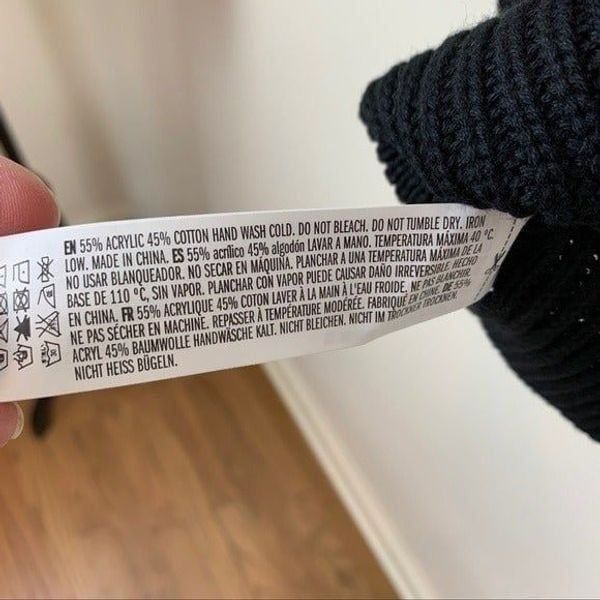 EN 55% ACRYLIC 45% COTTON HAND WASH COLD. DO NOT BLEACH. DO NOT TUMBLE DRY. IRON
LOW. MADE IN CHINA. ES 55% acrílico 45% algodón LAVAR A MANO. TEMPERATURA MÁXIMA 40 °C.
NO USAR BLANQUEADOR. NO SECAR EN MÁQUINA. PLANCHAR A UNA TEMPERATURA MÁXIMA DE LA
BASE DE 110 °C, SIN VAPOR. PLANCHAR CON VAPOR PUEDE CAUSAR DAÑO IRREVERSIBLE. HECHO
EN CHINA. FR 55% ACRYLIQUE 45% COTON LAVER À LA MAIN À L'EAU FROIDE. NE PAS BLANCHIR.
NE PAS SÉCHER EN MACHINE. REPASSER À TEMPÉRATURE MODÉRÉE. FABRIQUÉ EN CHINE. DE 55%
ACRYL 45% BAUMWOLLE HANDWÄSCHE KALT. NICHT BLEICHEN. NICHT IM TROCKNER TROCKNEN.
NICHT HEISS BÜGELN.